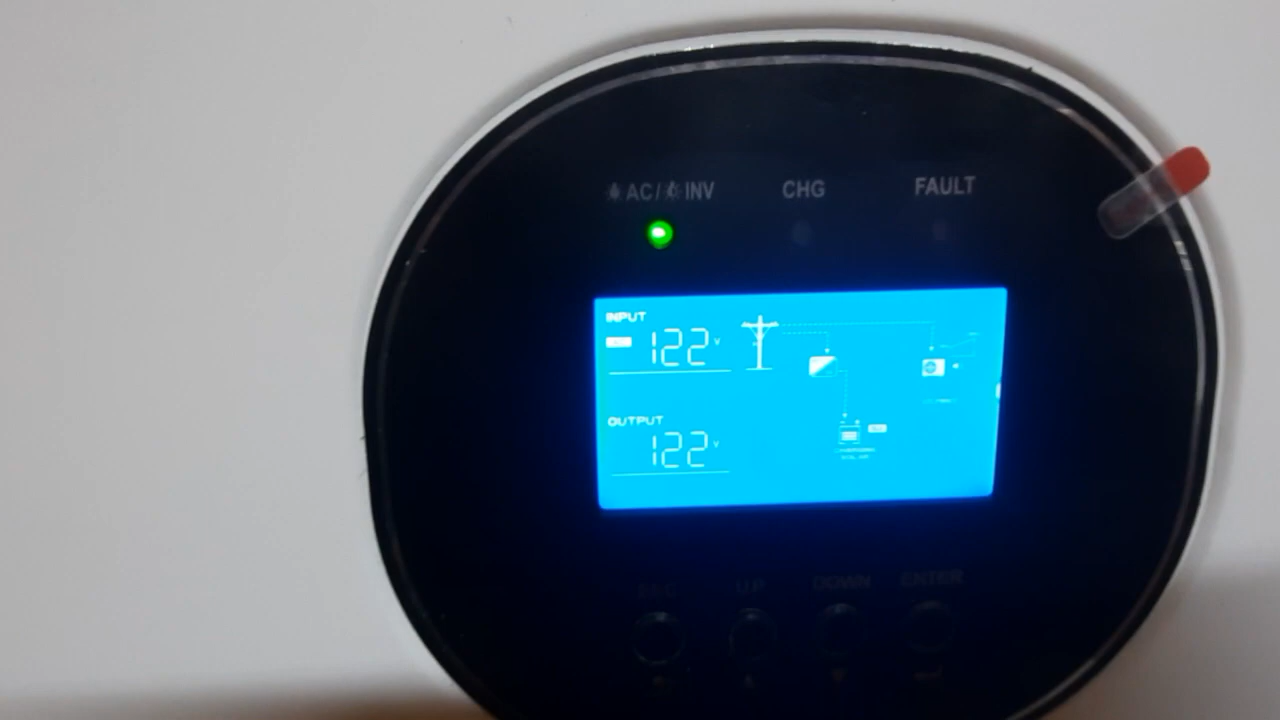 AC/ INV
CHG
FAULT
INPUT
122 V
OUTPUT
122 V
ESC
UP
DOWN
ENTER